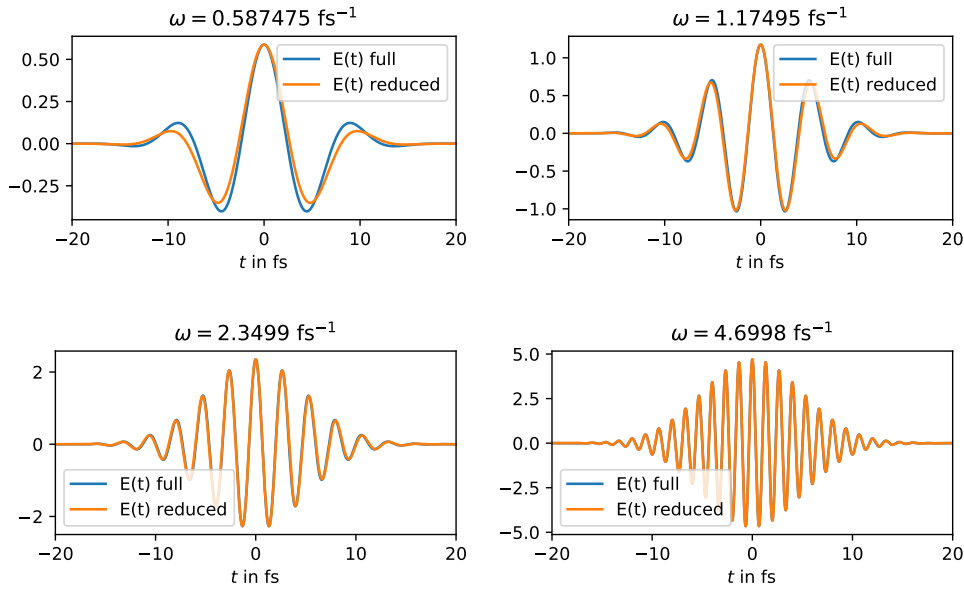 ω = 0.587475 fs⁻¹
0.50
0.25
0.00
−0.25
−20 −10 0 10 20
t in fs
E(t) full
E(t) reduced
ω = 1.17495 fs⁻¹
1.0
0.5
0.0
−0.5
−1.0
−20 −10 0 10 20
t in fs
E(t) full
E(t) reduced
ω = 2.3499 fs⁻¹
2
0
−2
−20 −10 0 10 20
t in fs
E(t) full
E(t) reduced
ω = 4.6998 fs⁻¹
5.0
2.5
0.0
−2.5
−5.0
−20 −10 0 10 20
t in fs
E(t) full
E(t) reduced